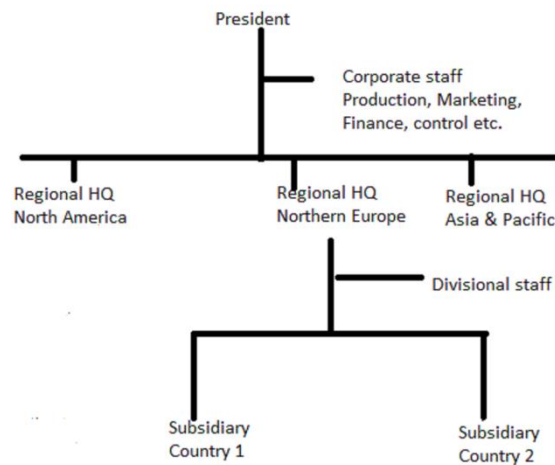 President
Corporate staff
Production, Marketing,
Finance, control etc.
Regional HQ
North America
Regional HQ
Northern Europe
Regional HQ
Asia & Pacific
Divisional staff
Subsidiary
Country 1
Subsidiary
Country 2